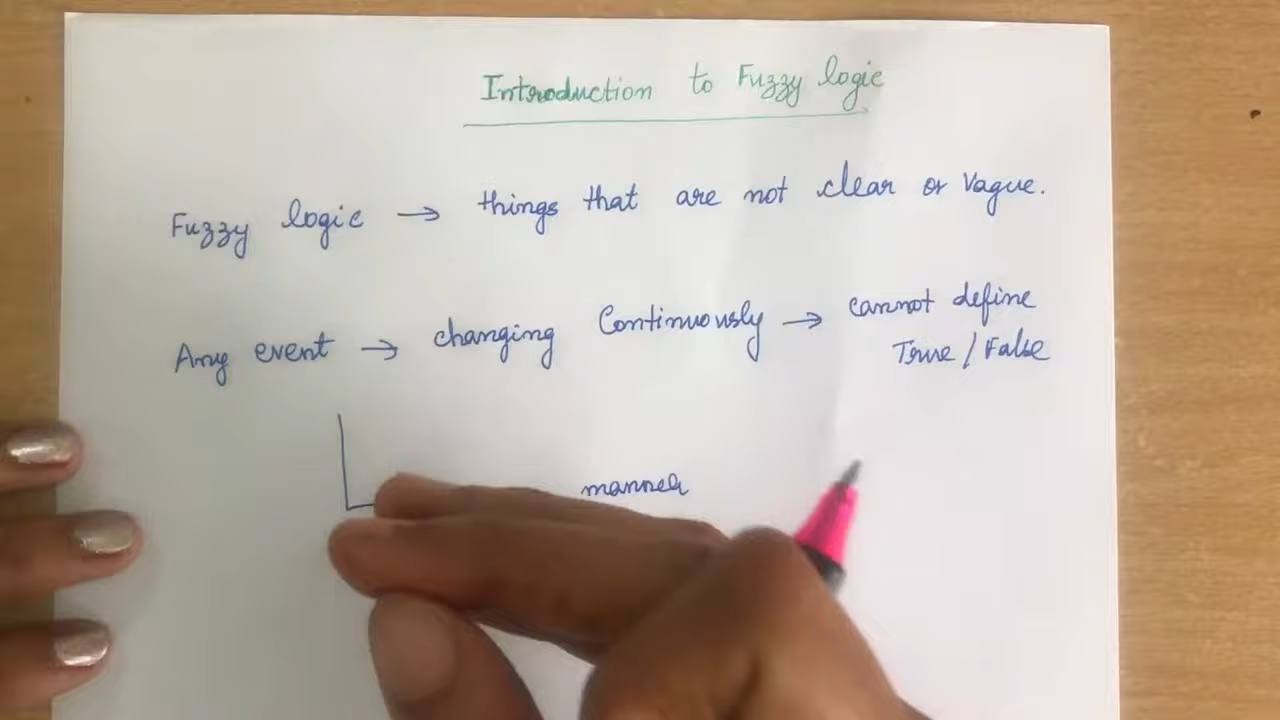 Introduction to Fuzzy logic
Fuzzy logic → things that are not clear or Vague.
Any event → changing Continuously → cannot define
True / False
manner